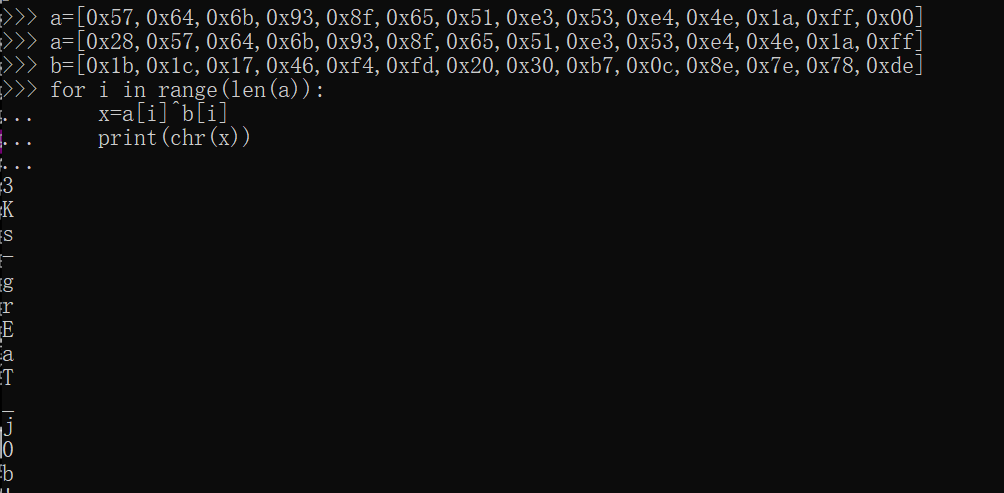 >>> a=[0x57,0x64,0x6b,0x93,0x8f,0x65,0x51,0xe3,0x53,0xe4,0x4e,0x1a,0xff,0x00]
>>> a=[0x28,0x57,0x64,0x6b,0x93,0x8f,0x65,0x51,0xe3,0x53,0xe4,0x4e,0x1a,0xff]
>>> b=[0x1b,0x1c,0x17,0x46,0xf4,0xfd,0x20,0x30,0xb7,0x0c,0x8e,0x7e,0x78,0xde]
>>> for i in range(len(a)):
...     x=a[i]^b[i]
...     print(chr(x))
...
3
K
s
-
g
r
E
a
T
_
j
0
b